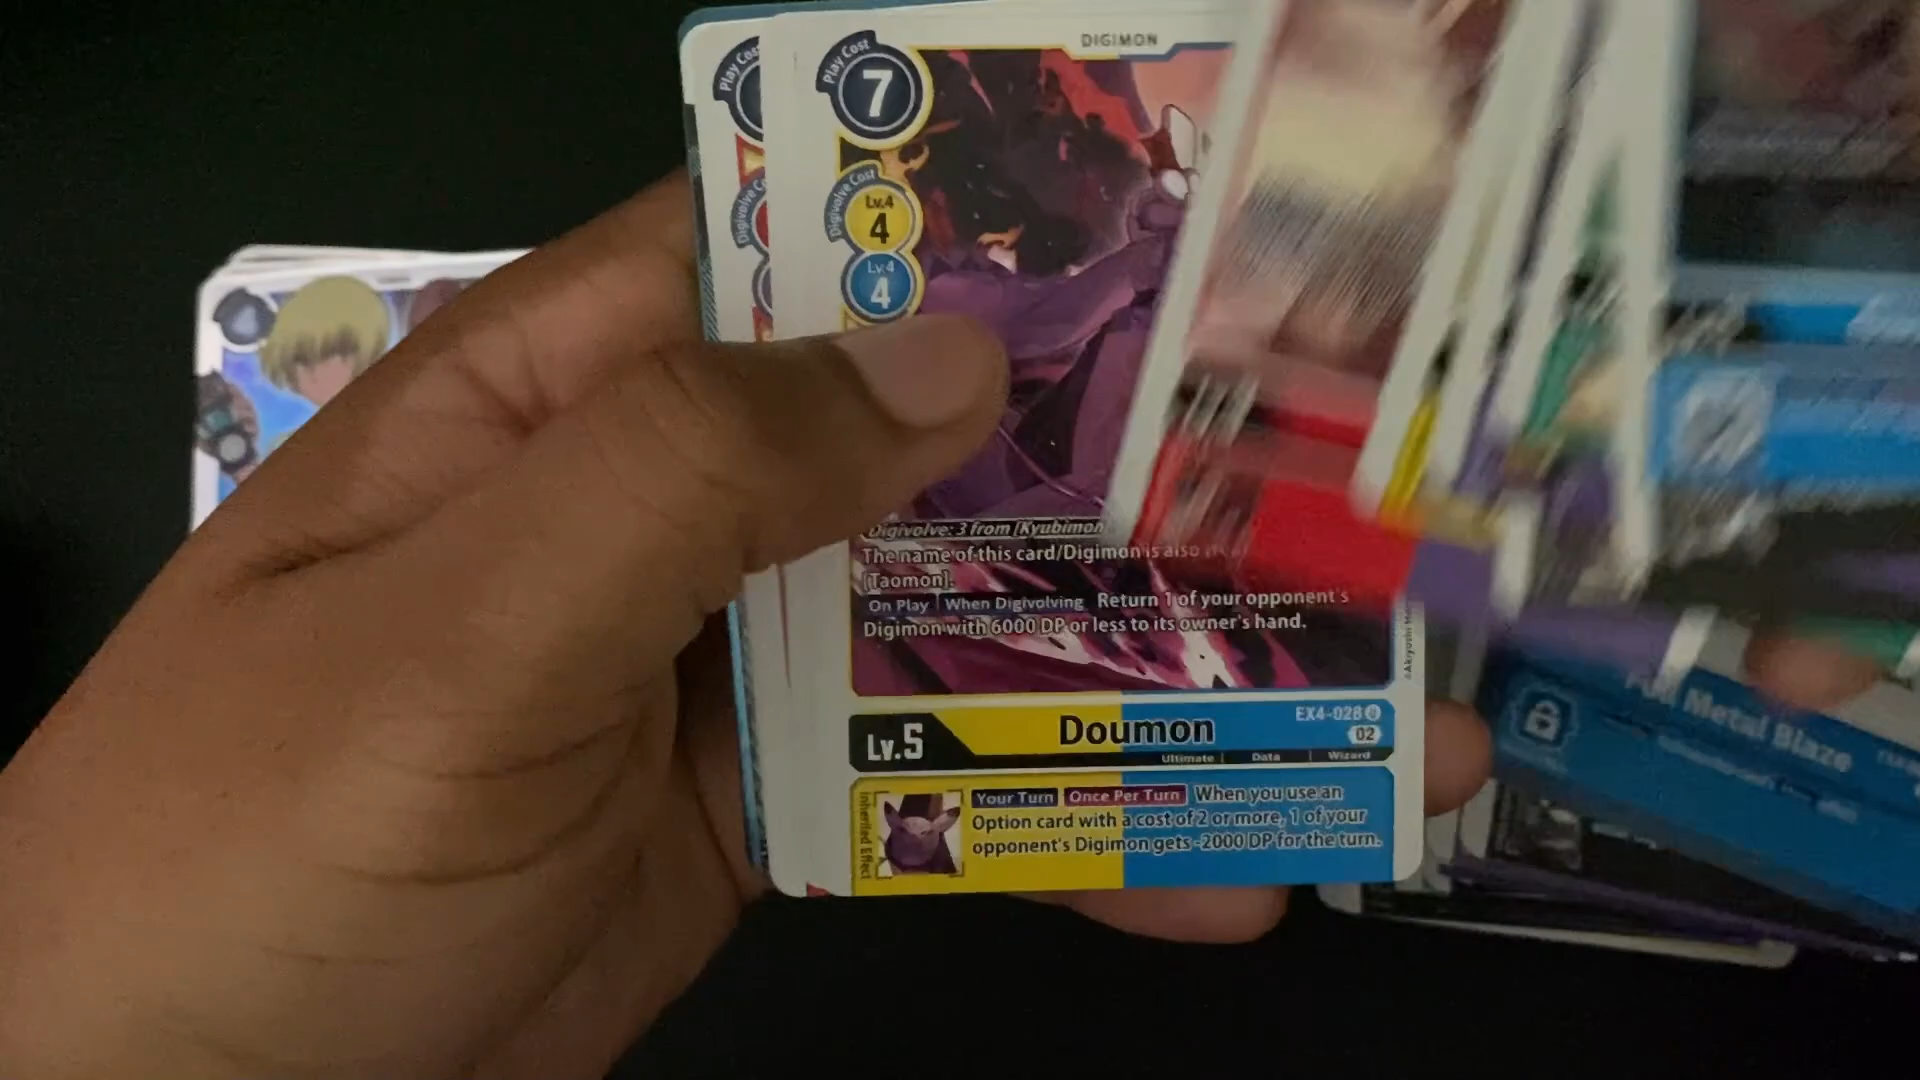 DIGIMON
Play Cost
Play Cost
7
Digivolve Cost
Lv.4
4
Lv.4
4
Digivolve: 3 from [Kyubimon
The name of this card/Digimon is also
[Taomon].
On Play When Digivolving Return 1 of your opponent's
Digimon with 6000 DP or less to its owner's hand.
Lv.5
Doumon
EX4-028 U
02
Ultimate | Data | Wizard
Inherited Effect
Your Turn Once Per Turn When you use an
Option card with a cost of 2 or more, 1 of your
opponent's Digimon gets -2000 DP for the turn.
Metal Blaze